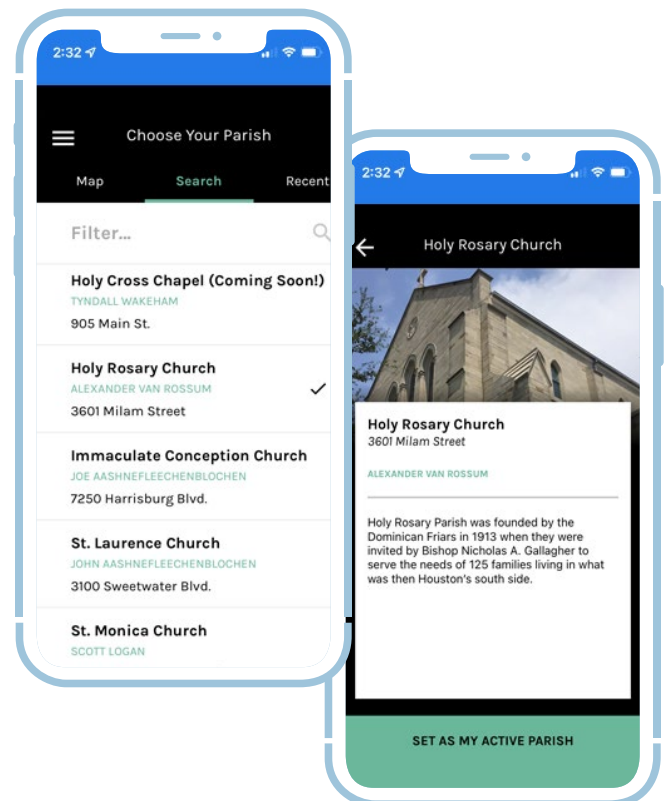 2:32
Choose Your Parish
Map Search Recent
Filter...
Holy Cross Chapel (Coming Soon!)
TYNDALL WAKEHAM
905 Main St.
Holy Rosary Church
ALEXANDER VAN ROSSUM
3601 Milam Street
Immaculate Conception Church
JOE AASHNEFLEECHENBLOCHEN
7250 Harrisburg Blvd.
St. Laurence Church
JOHN AASHNEFLEECHENBLOCHEN
3100 Sweetwater Blvd.
St. Monica Church
SCOTT LOGAN
2:32
Holy Rosary Church
Holy Rosary Church
3601 Milam Street
ALEXANDER VAN ROSSUM
Holy Rosary Parish was founded by the
Dominican Friars in 1913 when they were
invited by Bishop Nicholas A. Gallagher to
serve the needs of 125 families living in what
was then Houston's south side.
SET AS MY ACTIVE PARISH